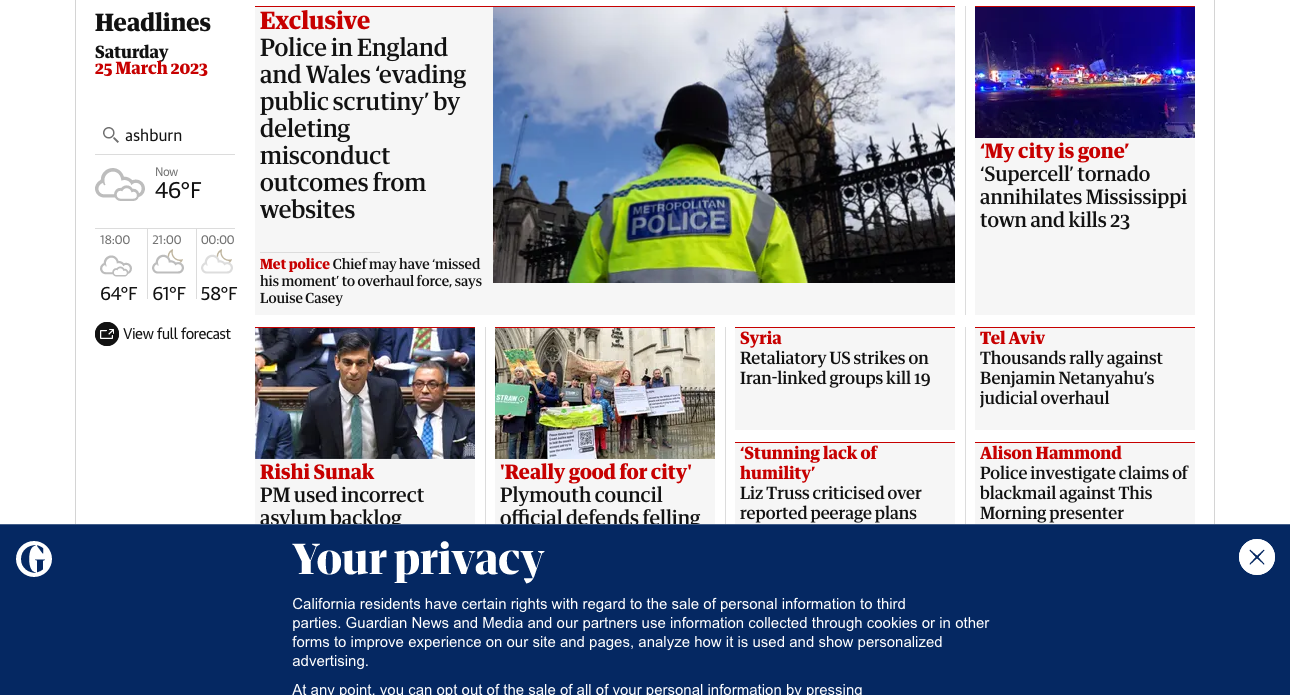 Headlines
Saturday
25 March 2023
ashburn
Now
46°F
18:00
21:00
00:00
64°F
61°F
58°F
View full forecast
Exclusive
Police in England
and Wales ‘evading
public scrutiny’ by
deleting
misconduct
outcomes from
websites
Met police Chief may have ‘missed
his moment’ to overhaul force, says
Louise Casey
METROPOLITAN
POLICE
‘My city is gone’
‘Supercell’ tornado
annihilates Mississippi
town and kills 23
Rishi Sunak
PM used incorrect
asylum backlog
STRAW
'Really good for city'
Plymouth council
official defends felling
Syria
Retaliatory US strikes on
Iran-linked groups kill 19
Tel Aviv
Thousands rally against
Benjamin Netanyahu’s
judicial overhaul
‘Stunning lack of
humility’
Liz Truss criticised over
reported peerage plans
Alison Hammond
Police investigate claims of
blackmail against This
Morning presenter
G
Your privacy
California residents have certain rights with regard to the sale of personal information to third
parties. Guardian News and Media and our partners use information collected through cookies or in other
forms to improve experience on our site and pages, analyze how it is used and show personalized
advertising.
At any point, you can opt out of the sale of all of your personal information by pressing